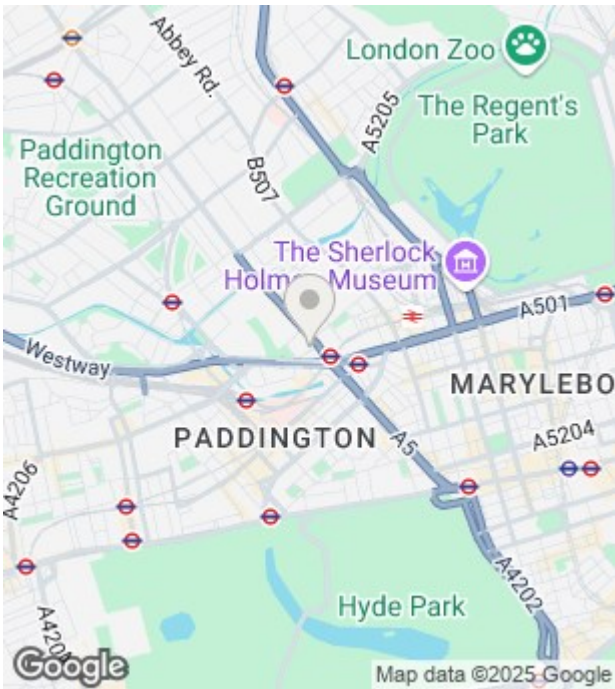 Abbey Rd.
London Zoo
A5205
The Regent's
Park
Paddington
Recreation
Ground
B507
The Sherlock
Holmes Museum
A501
Westway
MARYLEBO
PADDINGTON
A5
A5204
A4206
A4202
Hyde Park
Google
Map data ©2025 Google